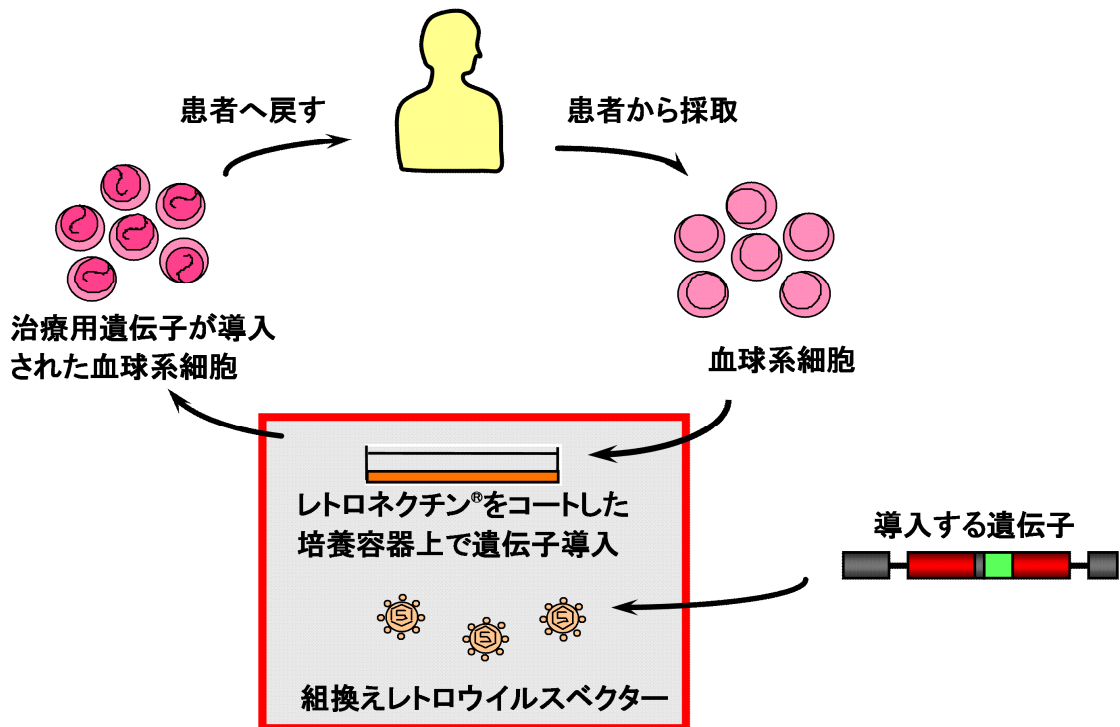 患者へ戻す
患者から採取
治療用遺伝子が導入
された血球系細胞
血球系細胞
レトロネクチン®をコートした
培養容器上で遺伝子導入
導入する遺伝子
組換えレトロウイルスベクター